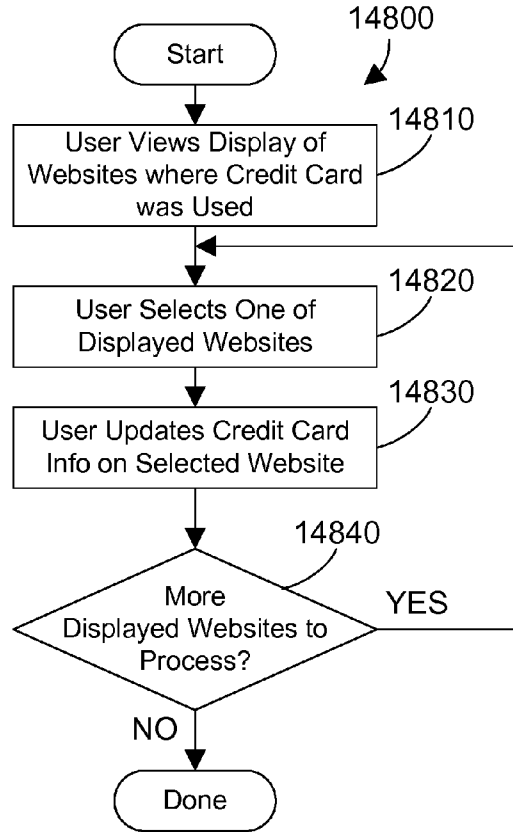 14800
Start
14810
User Views Display of
Websites where Credit Card
was Used
14820
User Selects One of
Displayed Websites
14830
User Updates Credit Card
Info on Selected Website
14840
More
Displayed Websites to
Process?
YES
NO
Done